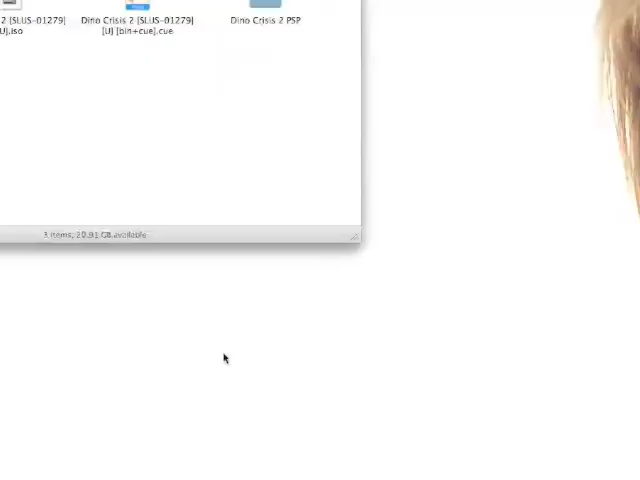 2 [SLUS-01279]
U].iso
Dino Crisis 2 [SLUS-01279]
[U] [bin+cue].cue
Dino Crisis 2 PSP
3 items, 20.91 GB available